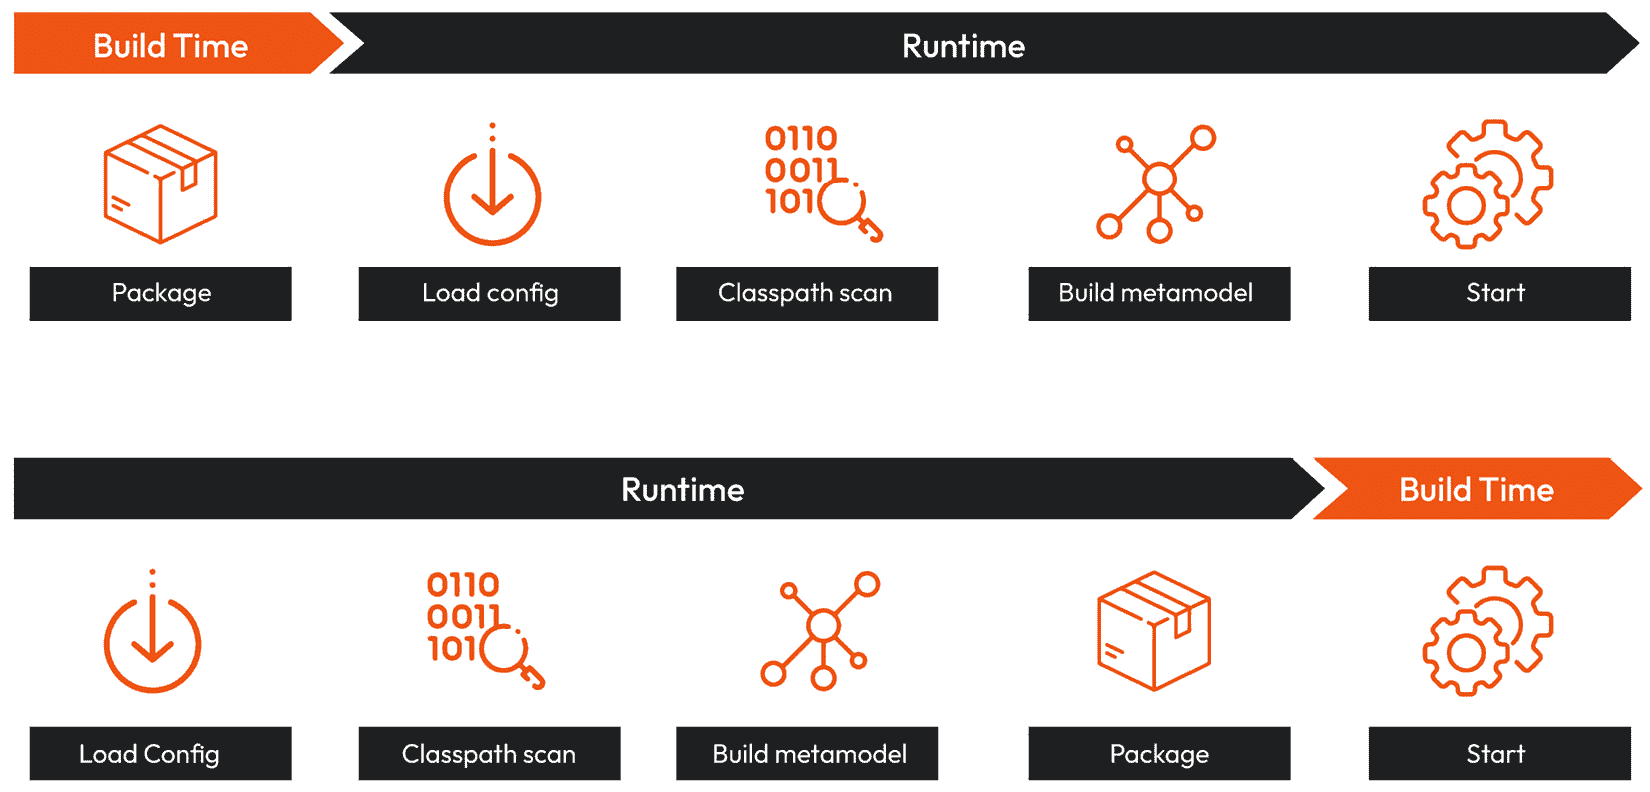 Build Time
Runtime
0110
0011
101
Package
Load config
Classpath scan
Build metamodel
Start
Runtime
Build Time
0110
0011
101
Load Config
Classpath scan
Build metamodel
Package
Start